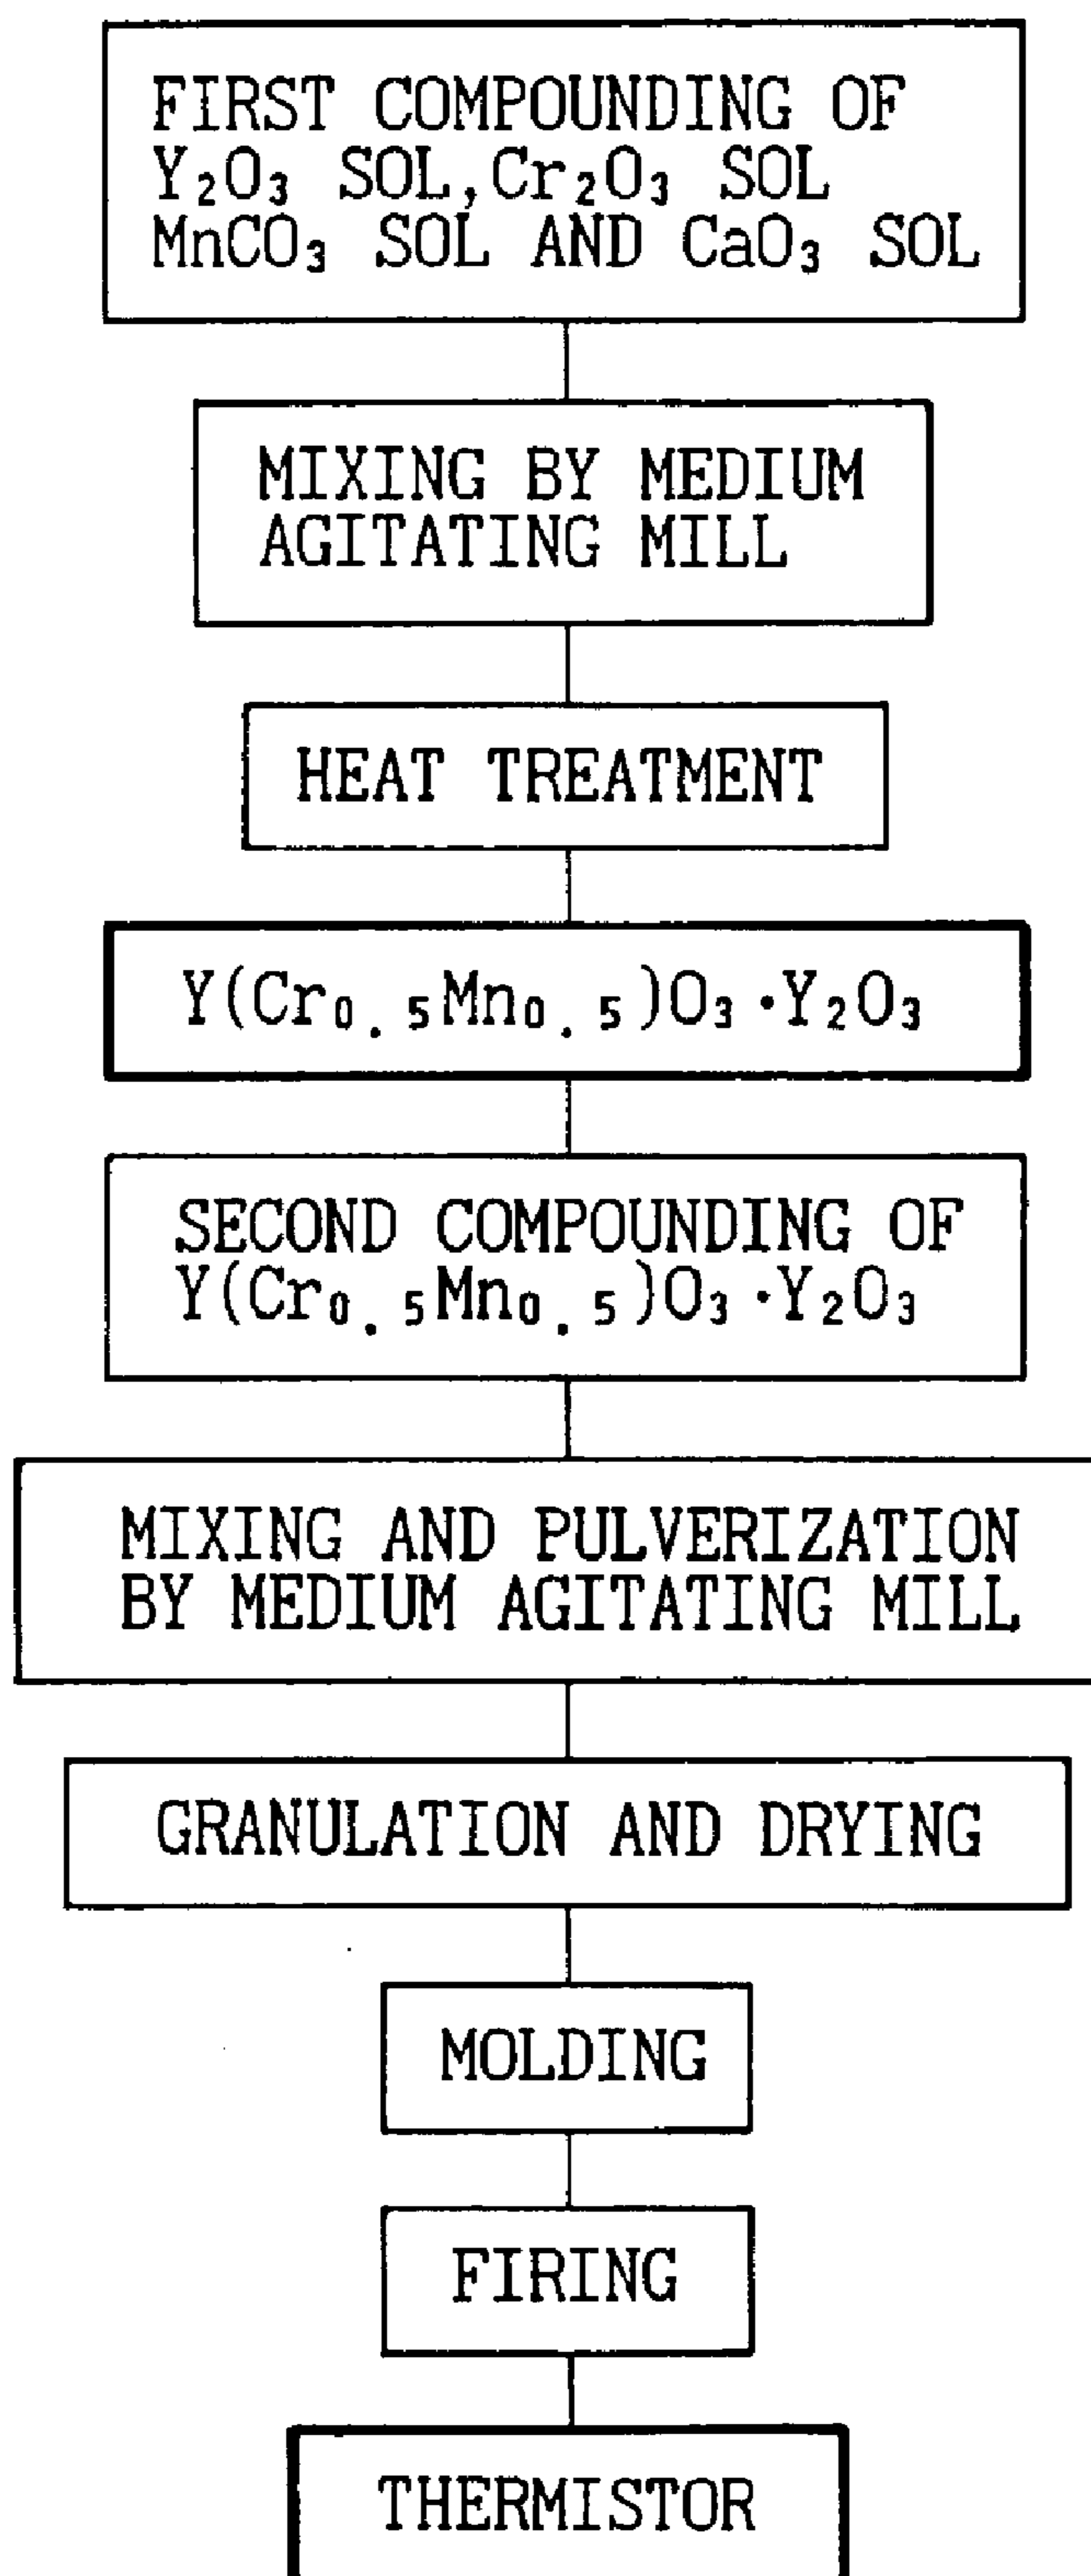 FIRST COMPOUNDING OF
Y₂O₃ SOL,Cr₂O₃ SOL
MnCO₃ SOL AND CaO₃ SOL
MIXING BY MEDIUM
AGITATING MILL
HEAT TREATMENT
Y(Cr₀.₅Mn₀.₅)O₃·Y₂O₃
SECOND COMPOUNDING OF
Y(Cr₀.₅Mn₀.₅)O₃·Y₂O₃
MIXING AND PULVERIZATION
BY MEDIUM AGITATING MILL
GRANULATION AND DRYING
MOLDING
FIRING
THERMISTOR